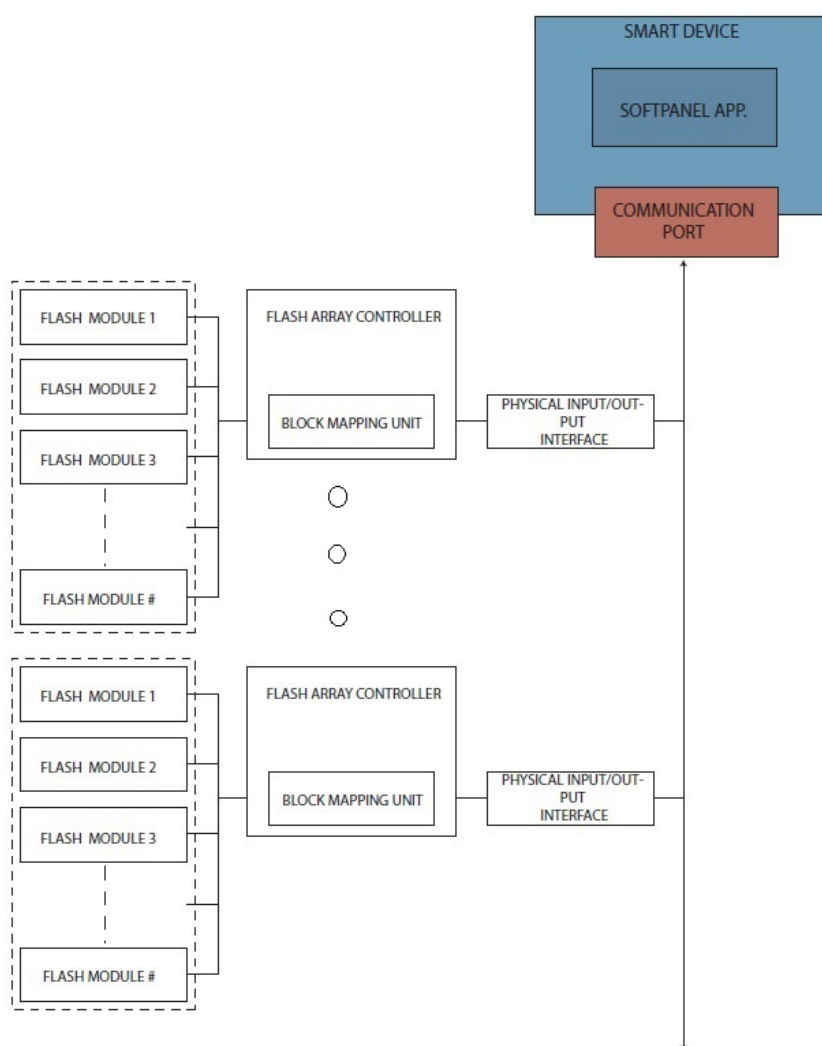 SMART DEVICE
SOFTPANEL APP.
COMMUNICATION
PORT
FLASH MODULE 1
FLASH MODULE 2
FLASH MODULE 3
FLASH MODULE #
FLASH ARRAY CONTROLLER
BLOCK MAPPING UNIT
PHYSICAL INPUT/OUT-
PUT
INTERFACE
FLASH MODULE 1
FLASH MODULE 2
FLASH MODULE 3
FLASH MODULE #
FLASH ARRAY CONTROLLER
BLOCK MAPPING UNIT
PHYSICAL INPUT/OUT-
PUT
INTERFACE